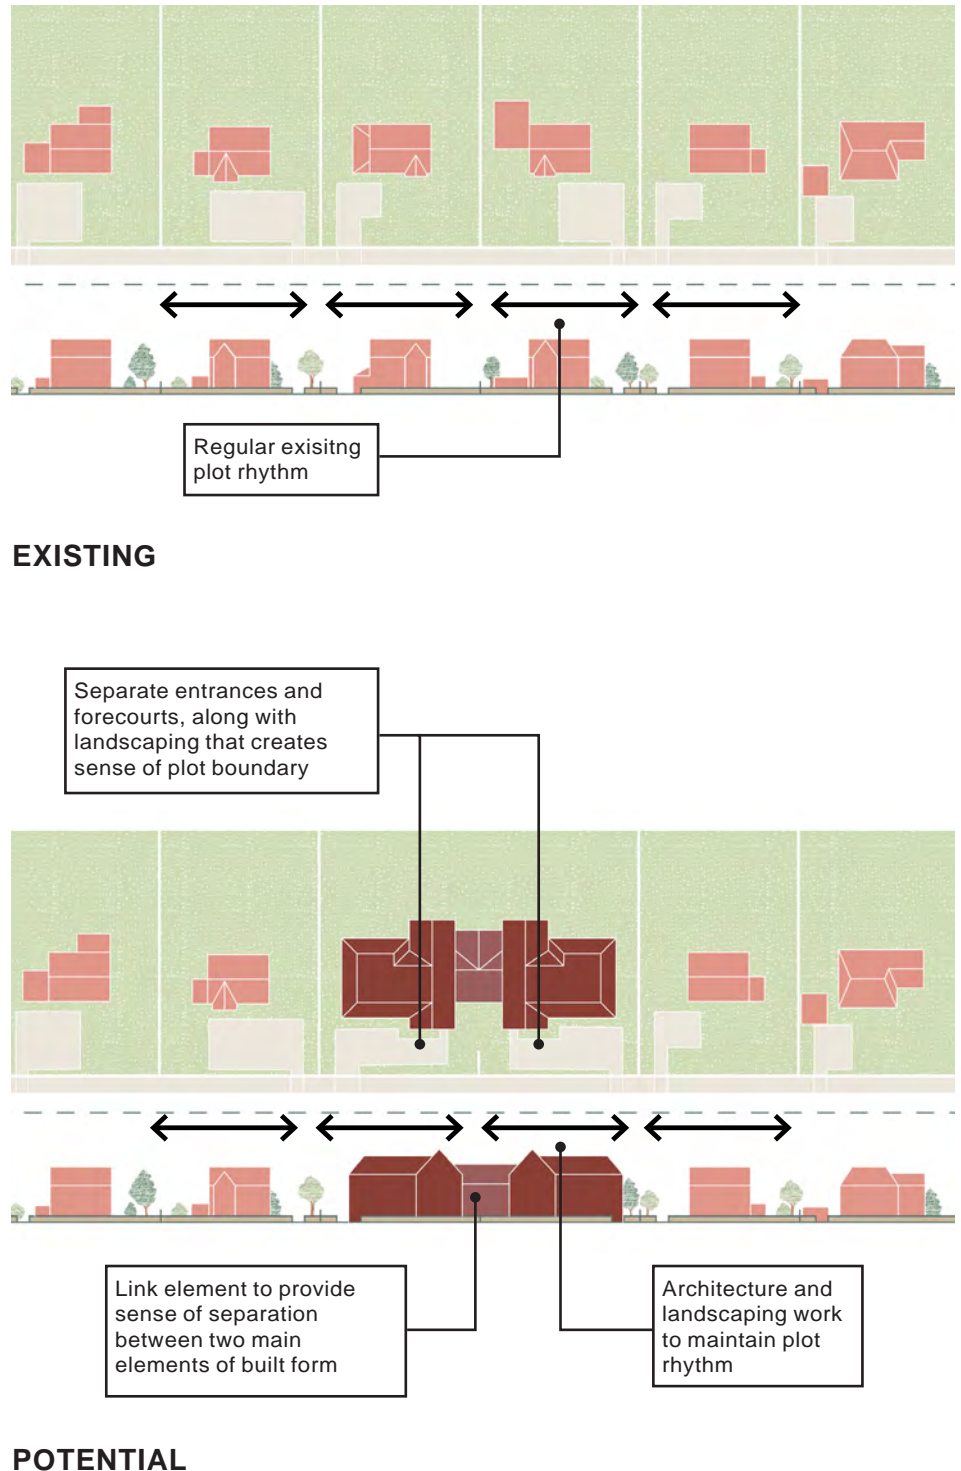 Regular exisitng
plot rhythm
EXISTING
Separate entrances and
forecourts, along with
landscaping that creates
sense of plot boundary
Link element to provide
sense of separation
between two main
elements of built form
Architecture and
landscaping work
to maintain plot
rhythm
POTENTIAL